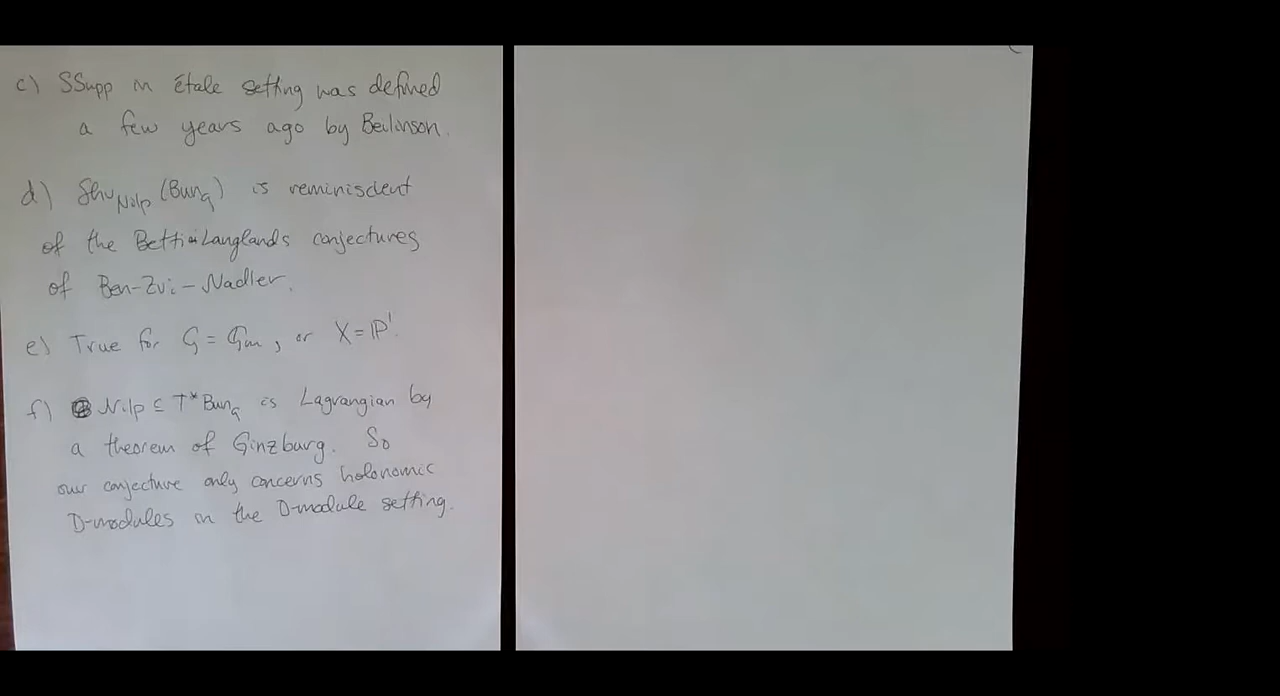 c) SSupp in étale setting was defined
a few years ago by Beilinson.
d) Shv_Nilp (Bun_G) is reminiscent
of the Betti Langlands conjectures
of Ben-Zvi - Nadler.
e) True for G = Gm, or X = P¹.
f) Nilp ⊆ T*Bun_G is Lagrangian by
a theorem of Ginzburg. So
our conjecture only concerns holonomic
D-modules in the D-module setting.